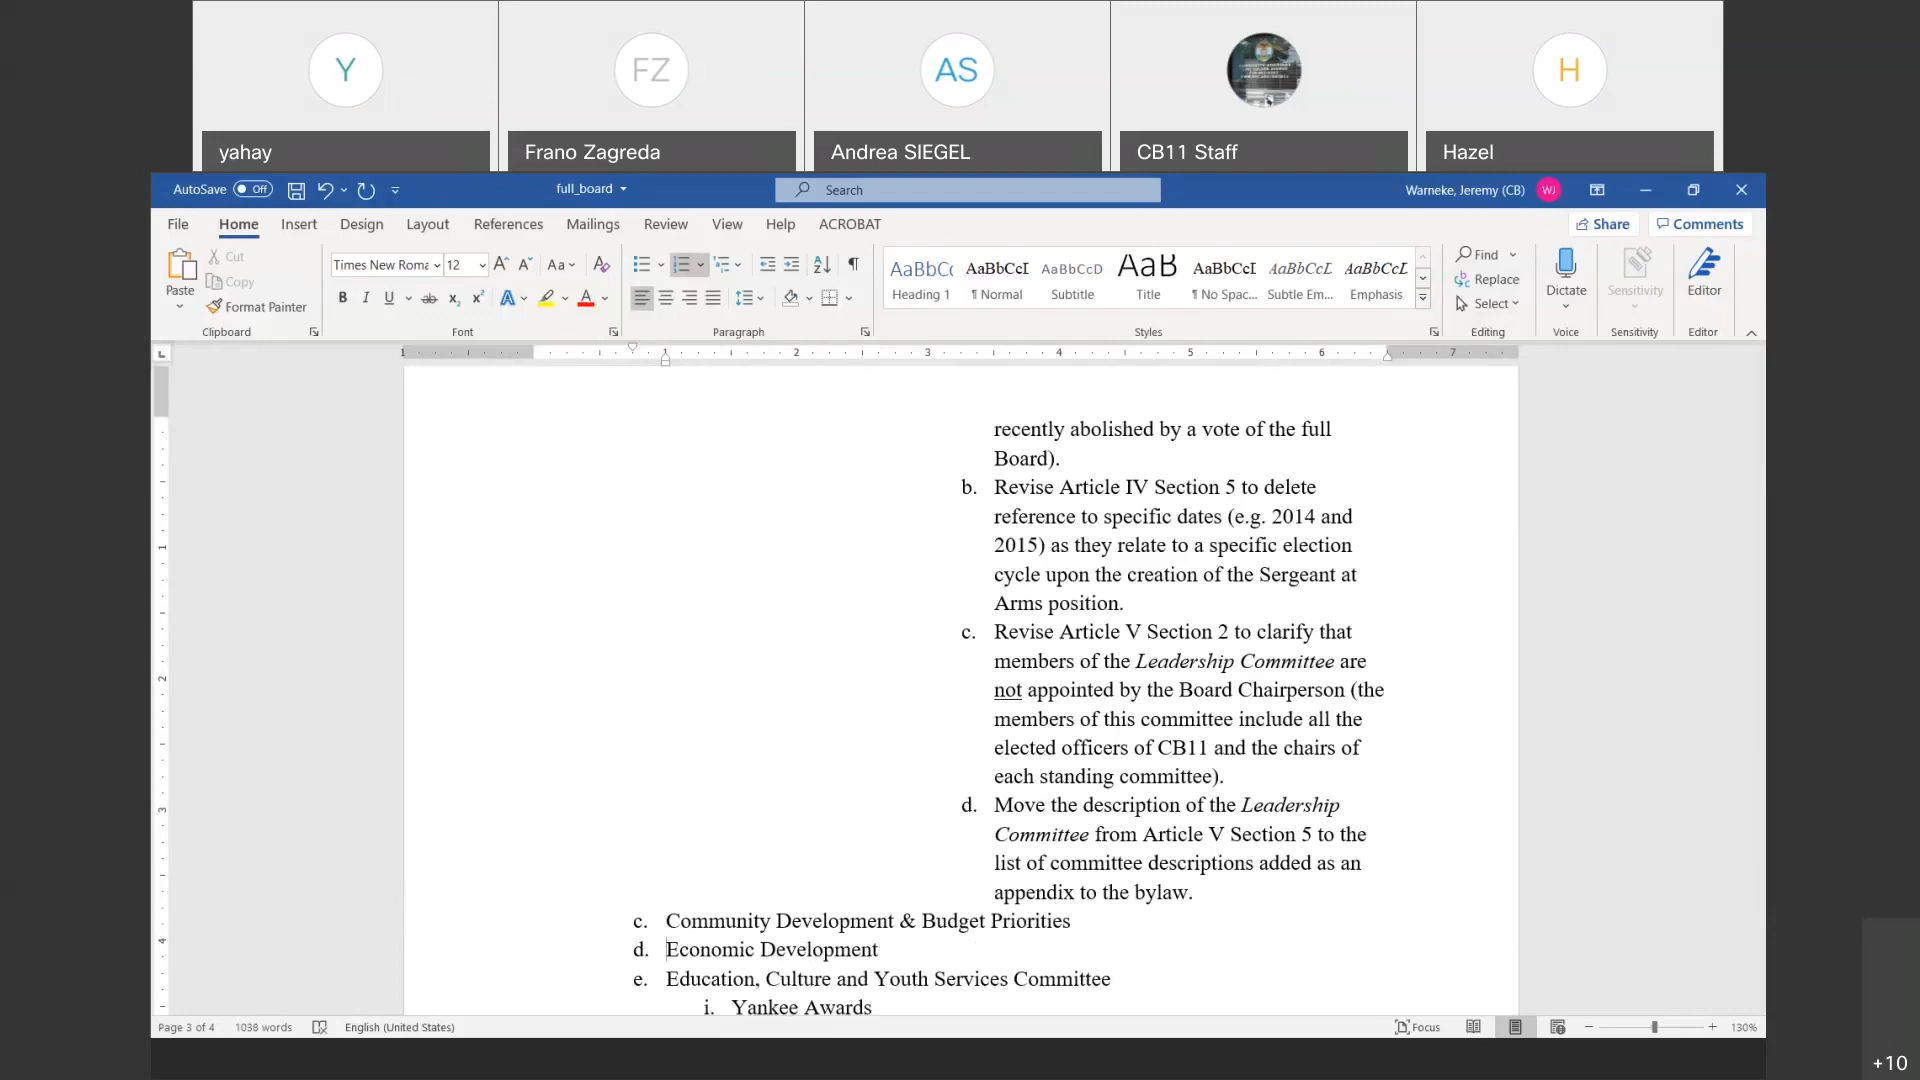 Y
FZ
AS
H
yahay
Frano Zagreda
Andrea SIEGEL
CB11 Staff
Hazel
AutoSave Off
full_board
Search
Warneke, Jeremy (CB)
WJ
File Home Insert Design Layout References Mailings Review View Help ACROBAT
Share
Comments
Paste
Cut
Copy
Format Painter
Clipboard
Times New Roma
12
Font
Paragraph
AaBbC
Heading 1
AaBbCcI
¶ Normal
AaBbCcD
Subtitle
AaB
Title
AaBbCcI
¶ No Spac...
AaBbCcL
Subtle Em...
AaBbCcL
Emphasis
Styles
Find
Replace
Select
Editing
Dictate
Voice
Sensitivity
Sensitivity
Editor
Editor
1 1 2 3 4 5 6 7
recently abolished by a vote of the full
Board).
b. Revise Article IV Section 5 to delete
reference to specific dates (e.g. 2014 and
2015) as they relate to a specific election
cycle upon the creation of the Sergeant at
Arms position.
c. Revise Article V Section 2 to clarify that
members of the Leadership Committee are
not appointed by the Board Chairperson (the
members of this committee include all the
elected officers of CB11 and the chairs of
each standing committee).
d. Move the description of the Leadership
Committee from Article V Section 5 to the
list of committee descriptions added as an
appendix to the bylaw.
c. Community Development & Budget Priorities
d. Economic Development
e. Education, Culture and Youth Services Committee
i. Yankee Awards
Page 3 of 4 1038 words English (United States)
Focus
130%
+10